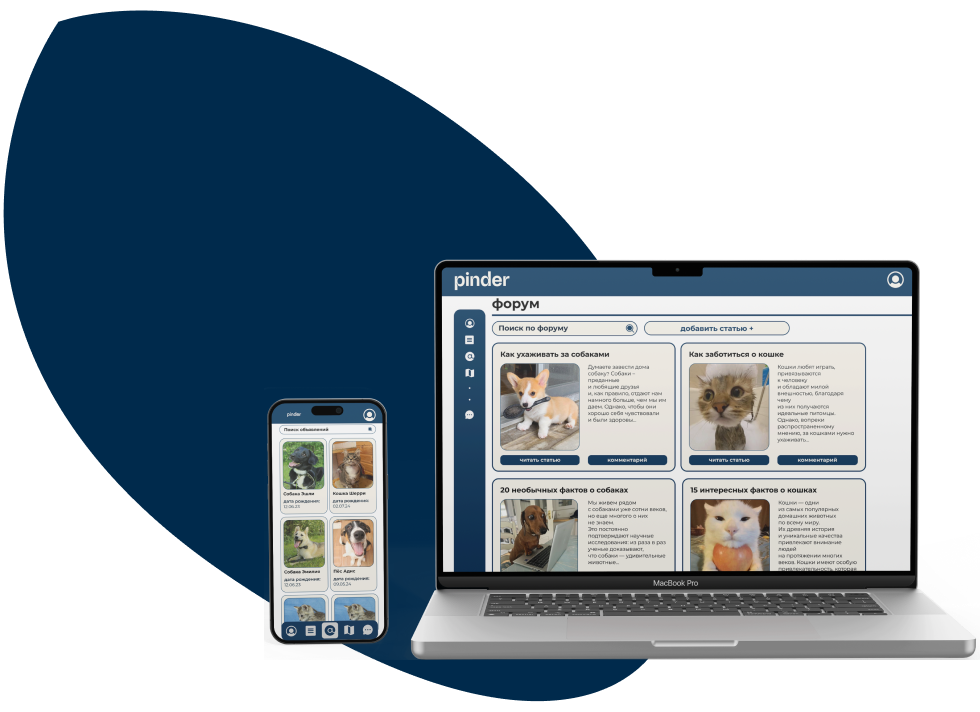 pinder
форум
Поиск по форуму
добавить статью +
Как ухаживать за собаками
Думаете завести дома
собаку? Собаки –
преданные
и любящие друзья
и, как правило, отдают нам
намного больше, чем мы им
даем. Однако, чтобы они
хорошо себя чувствовали
и были здоровы...
читать статью
комментарий
Как заботиться о кошке
Кошки любит играть,
привязываются
к человеку
и обладают милой
внешностью, благодаре
чему
из них получаются
идеальные питомцы.
Однако, вопреки
распространенному
мнению, за кошками нужно
ухаживать...
читать статью
комментарий
20 необычных фактов о собаках
Мы живем рядом
с собаками уже сотни веков,
но еще многого о них
не знаем.
Это постоянно
подтверждают научные
исследования: из раза в раз
ученые доказывают,
что собаки — удивительные
животные...
15 интересных фактов о кошках
Кошки — одни
из самых популярных
домашних животных
по всему миру.
Из древния история
и уникальные качества
привлекают внимание
людей
на протяжении многих
веков. Кошки имеют особую
привлекательность, которая
MacBook Pro
pinder
Поиск объявлений
Собака Эшли
дата рождения:
12.06.23
Кошка Шерри
дата рождения:
02.07.24
Собака Эмилия
дата рождения:
12.06.23
Пёс Адис
дата рождения:
09.05.24